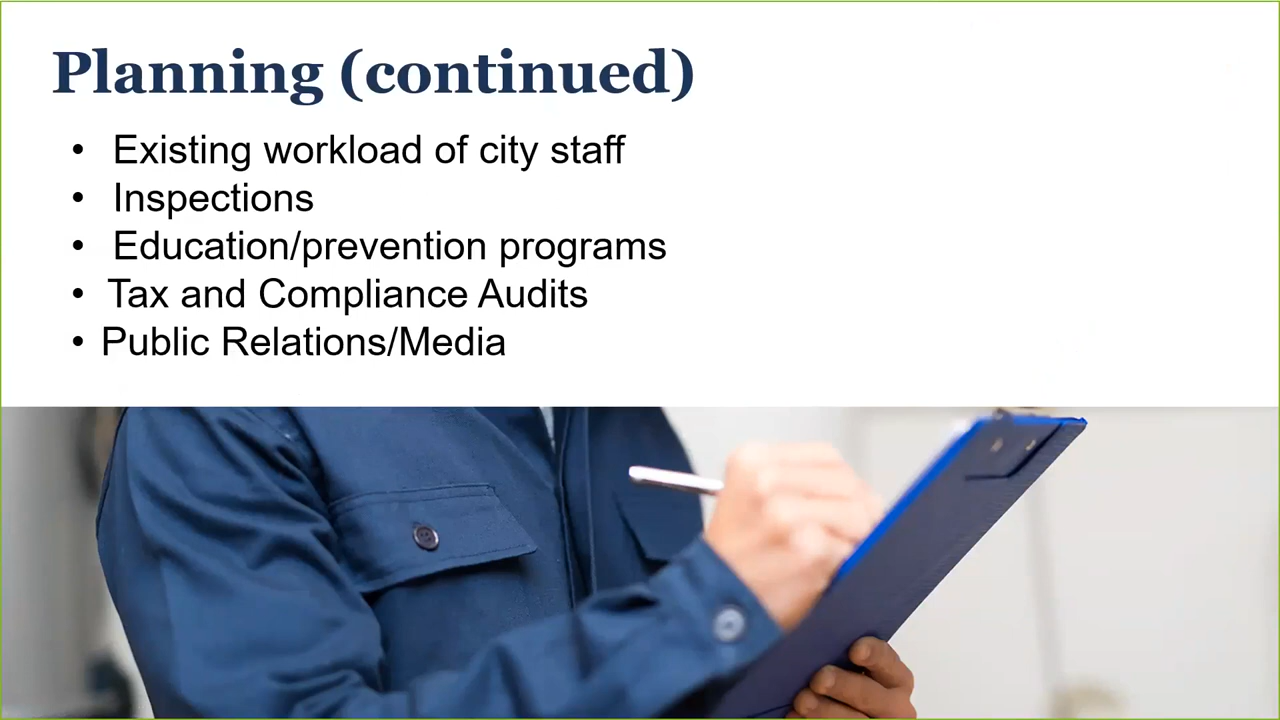 Planning (continued)
• Existing workload of city staff
• Inspections
• Education/prevention programs
• Tax and Compliance Audits
• Public Relations/Media